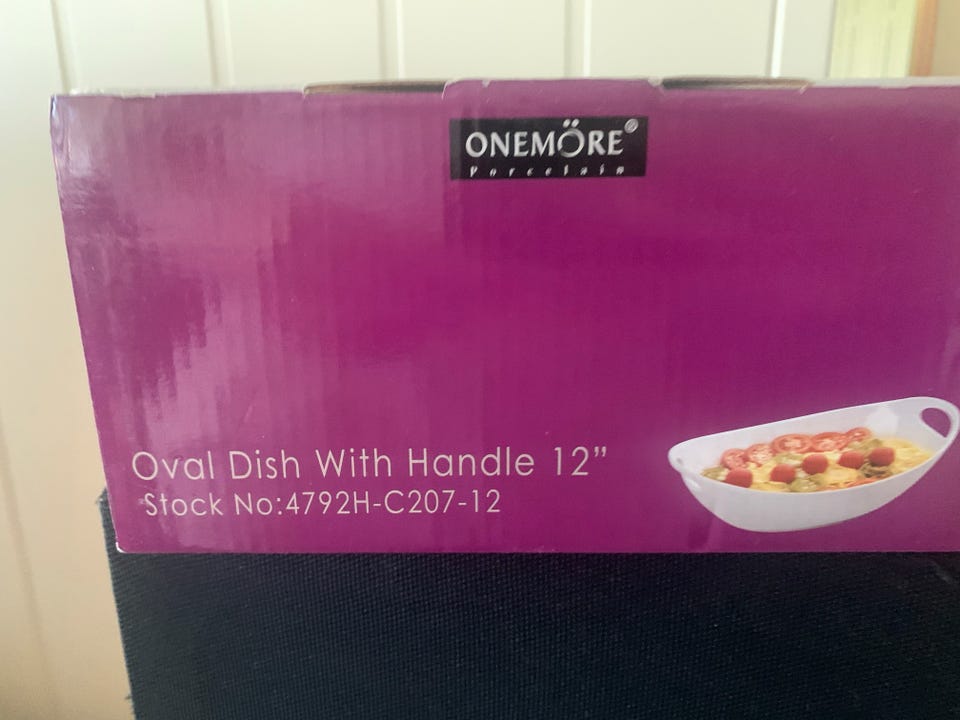 ONEMÖRE®
Porcelain
Oval Dish With Handle 12”
Stock No:4792H-C207-12